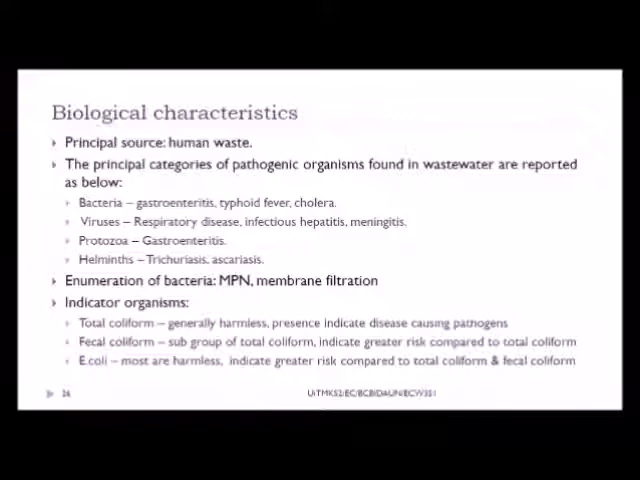 Biological characteristics
Principal source: human waste.
The principal categories of pathogenic organisms found in wastewater are reported
as below:
Bacteria – gastroenteritis, typhoid fever, cholera.
Viruses – Respiratory disease, infectious hepatitis, meningitis.
Protozoa – Gastroenteritis.
Helminths – Trichuriasis, ascariasis.
Enumeration of bacteria: MPN, membrane filtration
Indicator organisms:
Total coliform – generally harmless, presence indicate disease causing pathogens
Fecal coliform – sub group of total coliform, indicate greater risk compared to total coliform
E.coli – most are harmless, indicate greater risk compared to total coliform & fecal coliform